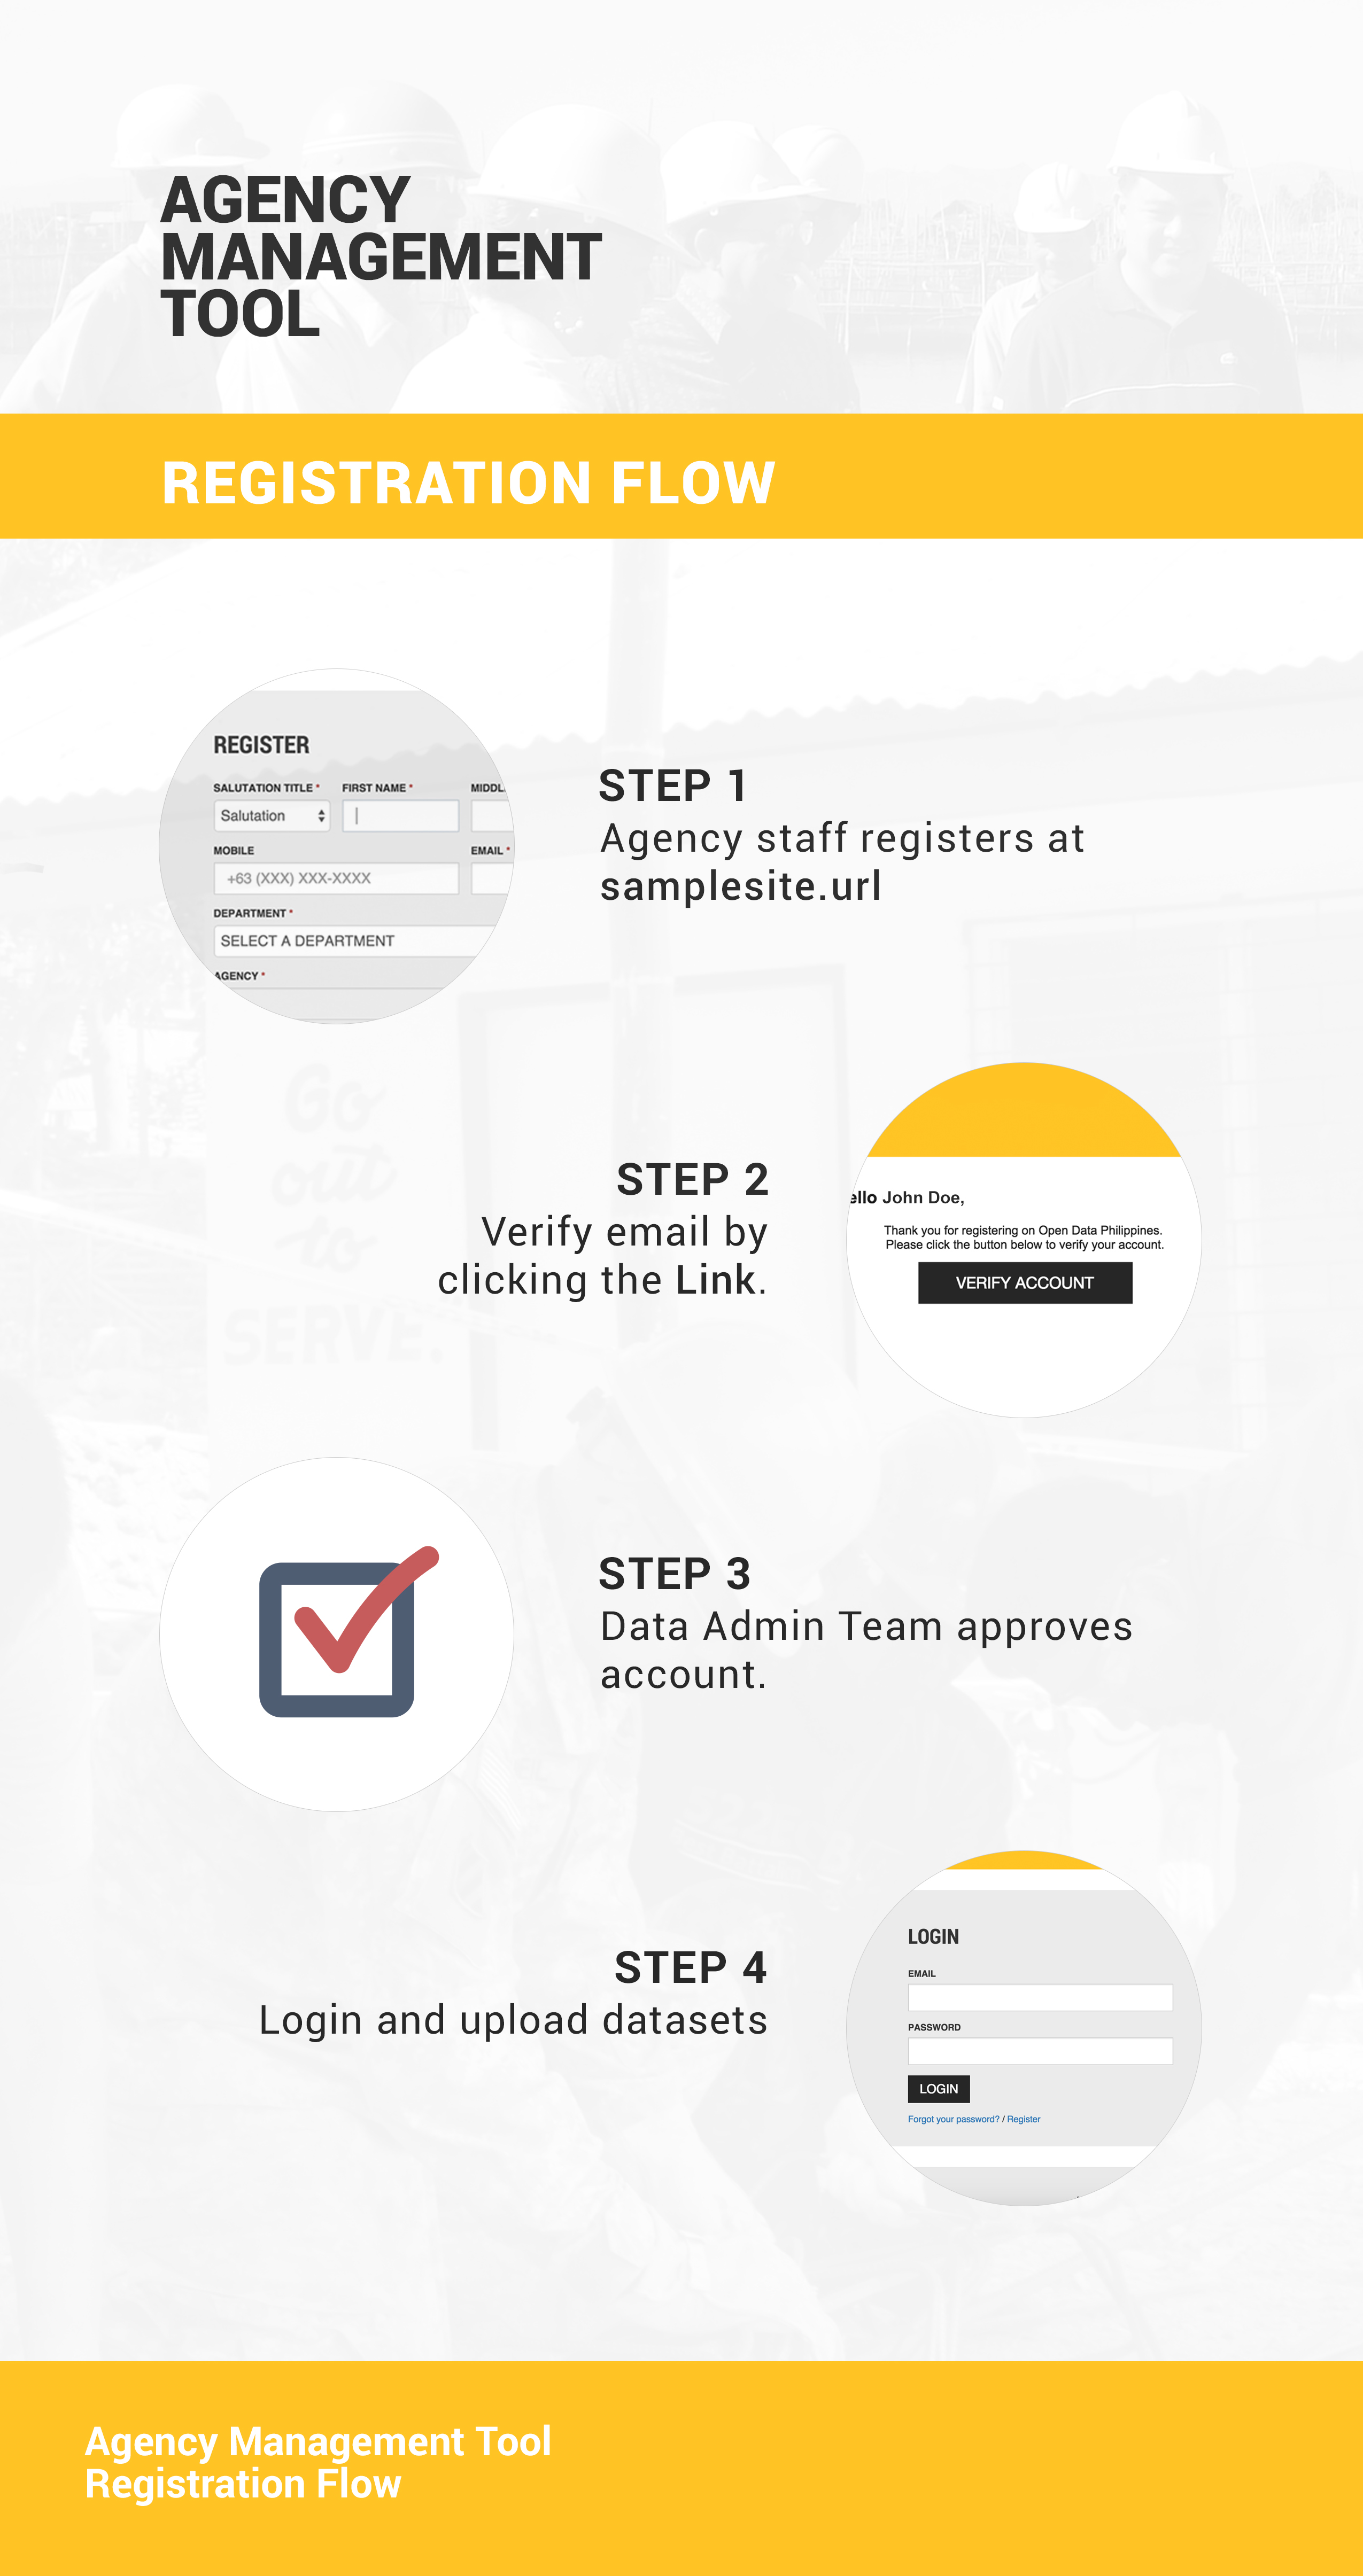 AGENCY
MANAGEMENT
TOOL
REGISTRATION FLOW
REGISTER
SALUTATION TITLE * FIRST NAME * MIDDL
Salutation
MOBILE EMAIL *
+63 (XXX) XXX-XXXX
DEPARTMENT *
SELECT A DEPARTMENT
AGENCY *
STEP 1
Agency staff registers at
samplesite.url
Go
out
to
SERVE.
STEP 2
Verify email by
clicking the Link.
ello John Doe,
Thank you for registering on Open Data Philippines.
Please click the button below to verify your account.
VERIFY ACCOUNT
STEP 3
Data Admin Team approves
account.
STEP 4
Login and upload datasets
LOGIN
EMAIL
PASSWORD
LOGIN
Forgot your password? / Register
Agency Management Tool
Registration Flow